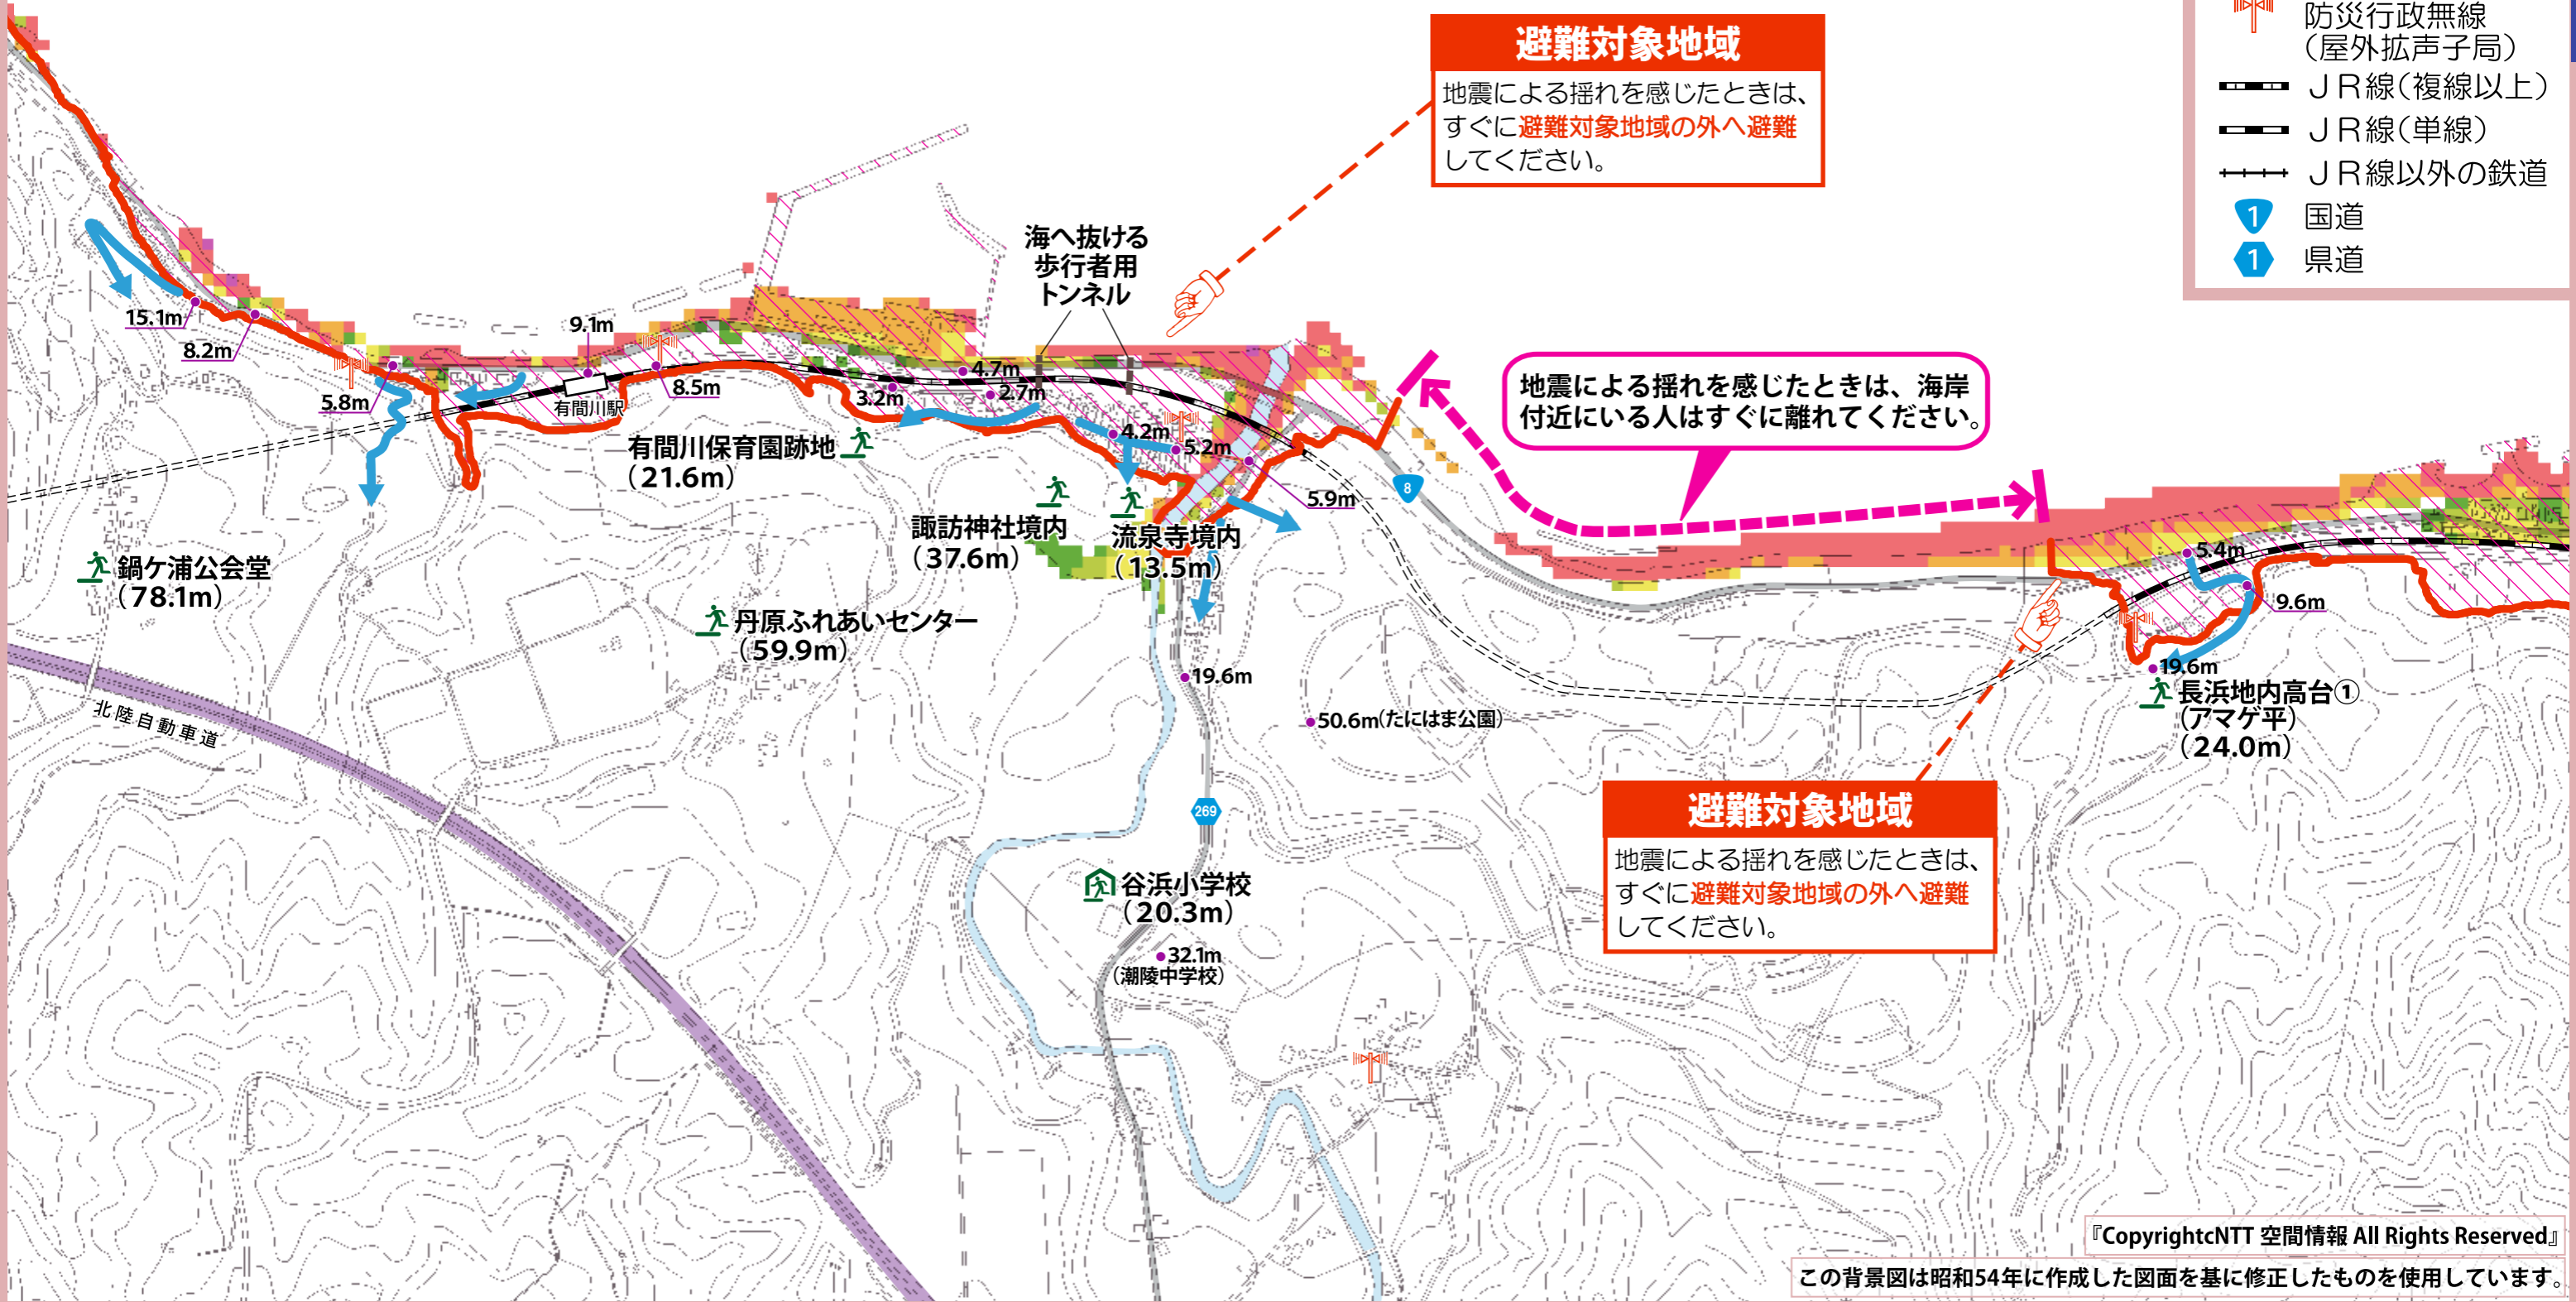 防災行政無線
（屋外拡声子局）
ＪＲ線（複線以上）
ＪＲ線（単線）
ＪＲ線以外の鉄道
1 国道
1 県道
避難対象地域
地震による揺れを感じたときは、
すぐに避難対象地域の外へ避難
してください。
海へ抜ける
歩行者用
トンネル
15.1m
8.2m
5.8m
9.1m
有間川駅
8.5m
3.2m
4.7m
2.7m
4.2m
5.2m
5.9m
地震による揺れを感じたときは、海岸
付近にいる人はすぐに離れてください。
8
有間川保育園跡地
（21.6m）
諏訪神社境内
（37.6m）
流泉寺境内
（13.5m）
鍋ケ浦公会堂
（78.1m）
丹原ふれあいセンター
（59.9m）
19.6m
50.6m（たにはま公園）
5.4m
9.6m
19.6m
長浜地内高台①
（アマゲ平）
（24.0m）
北陸自動車道
269
谷浜小学校
（20.3m）
32.1m
（潮陵中学校）
避難対象地域
地震による揺れを感じたときは、
すぐに避難対象地域の外へ避難
してください。
『CopyrightcNTT 空間情報 All Rights Reserved』
この背景図は昭和54年に作成した図面を基に修正したものを使用しています。